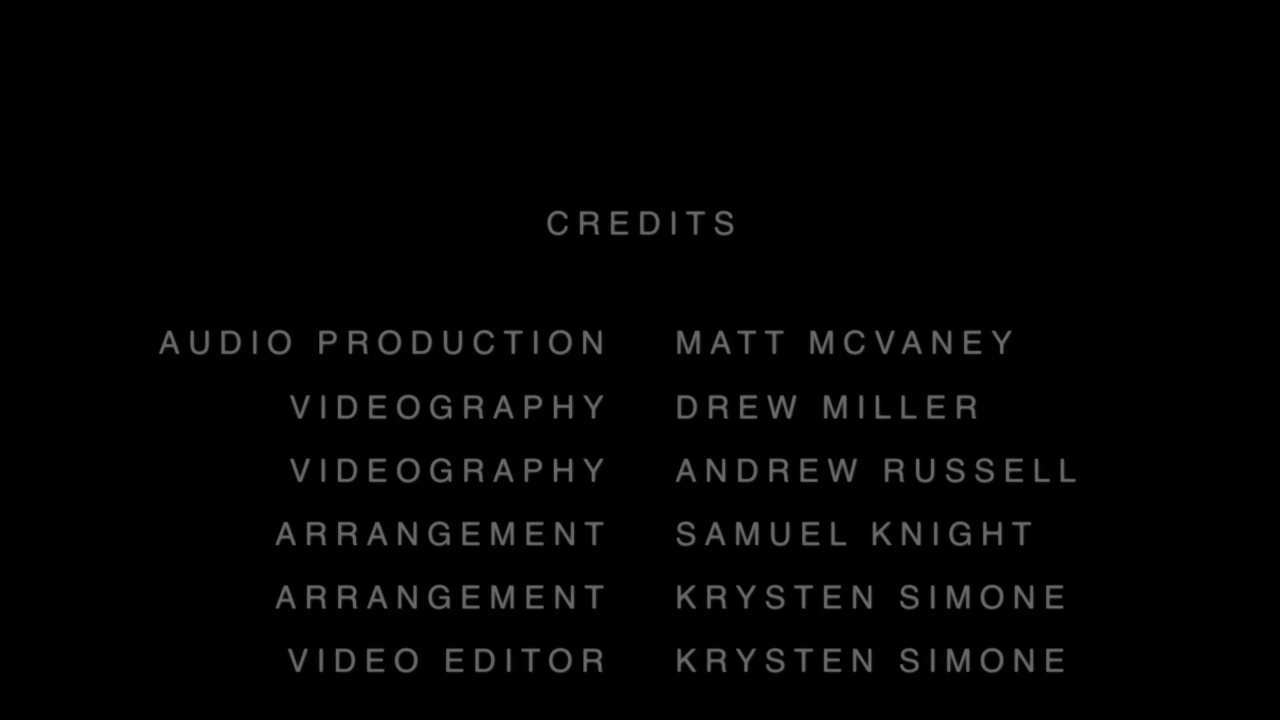 CREDITS
AUDIO PRODUCTION MATT MCVANEY
VIDEOGRAPHY DREW MILLER
VIDEOGRAPHY ANDREW RUSSELL
ARRANGEMENT SAMUEL KNIGHT
ARRANGEMENT KRYSTEN SIMONE
VIDEO EDITOR KRYSTEN SIMONE